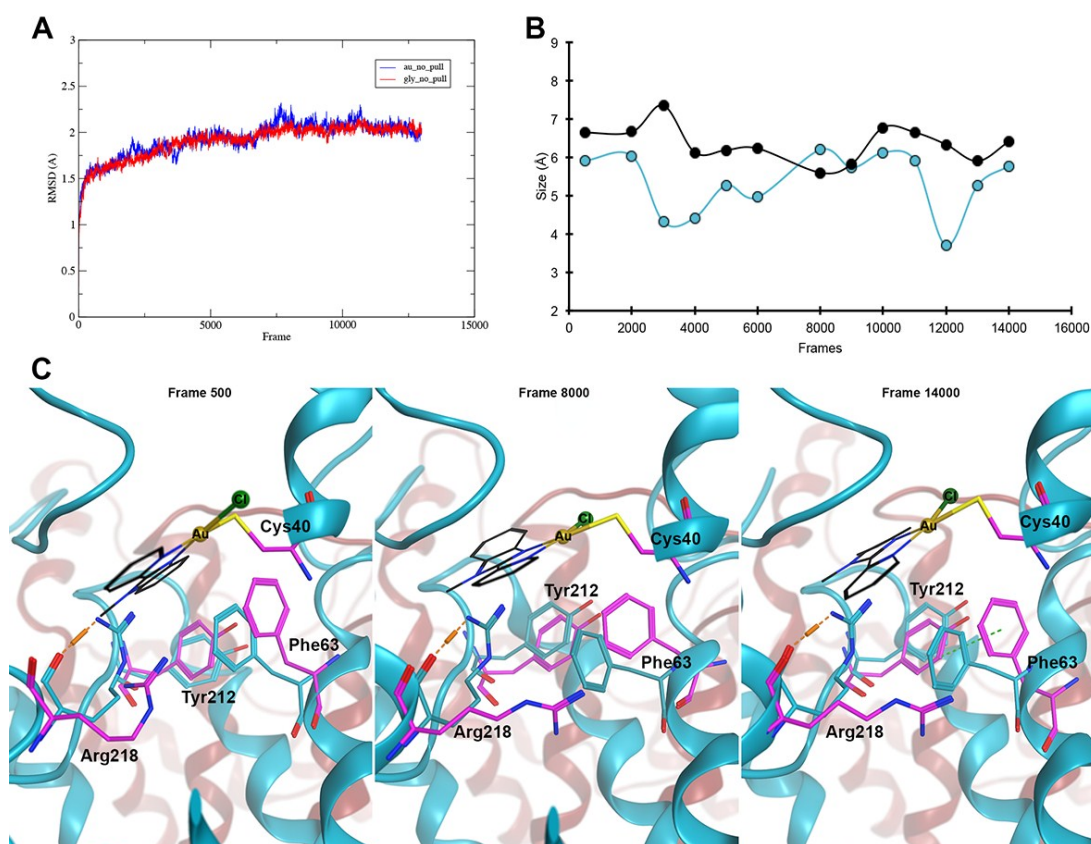 A
3
2.5
2
1.5
1
0.5
0
RMSD (A)
0
5000
10000
15000
Frame
au_no_pull
gly_no_pull
B
9
8
7
6
5
4
3
2
Size (Å)
0
2000
4000
6000
8000
10000
12000
14000
16000
Frames
C
Frame 500
Cl
Au
Cys40
Phe63
Tyr212
Arg218
Frame 8000
Cl
Au
Cys40
Tyr212
Phe63
Arg218
Frame 14000
Cl
Au
Cys40
Tyr212
Phe63
Arg218